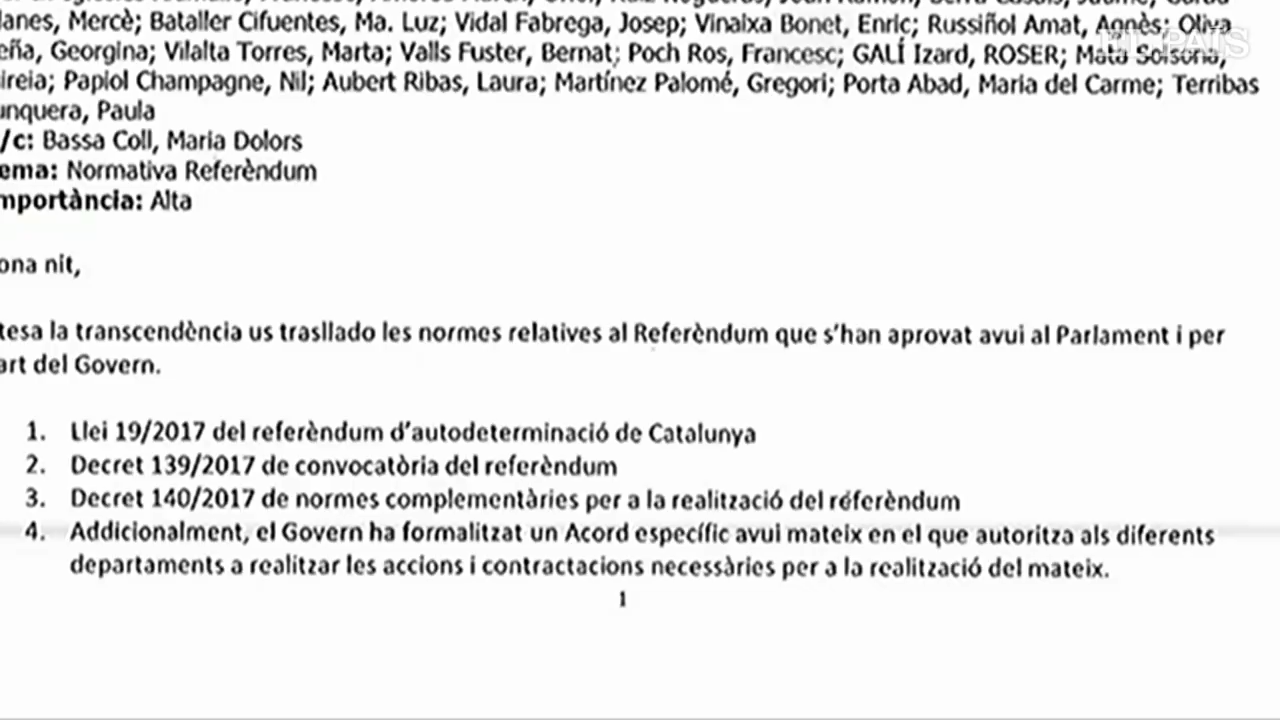 lanes, Mercè; Bataller Cifuentes, Ma. Luz; Vidal Fabrega, Josep; Vinaixa Bonet, Enric; Russiñol Amat, Agnès; Oliva
eña, Georgina; Vilalta Torres, Marta; Valls Fuster, Bernat; Poch Ros, Francesc; GALÍ Izard, ROSER; Mata Solsona,
ireia; Papiol Champagne, Nil; Aubert Ribas, Laura; Martínez Palomé, Gregori; Porta Abad, Maria del Carme; Terribas
unquera, Paula
/c: Bassa Coll, Maria Dolors
ema: Normativa Referèndum
mportància: Alta
ona nit,
tesa la transcendència us trasllado les normes relatives al Referèndum que s'han aprovat avui al Parlament i per
art del Govern.
1. Llei 19/2017 del referèndum d'autodeterminació de Catalunya
2. Decret 139/2017 de convocatòria del referèndum
3. Decret 140/2017 de normes complementàries per a la realització del réferèndum
4. Addicionalment, el Govern ha formalitzat un Acord específic avui mateix en el que autoritza als diferents
departaments a realitzar les accions i contractacions necessàries per a la realització del mateix.
1
EL PAÍS